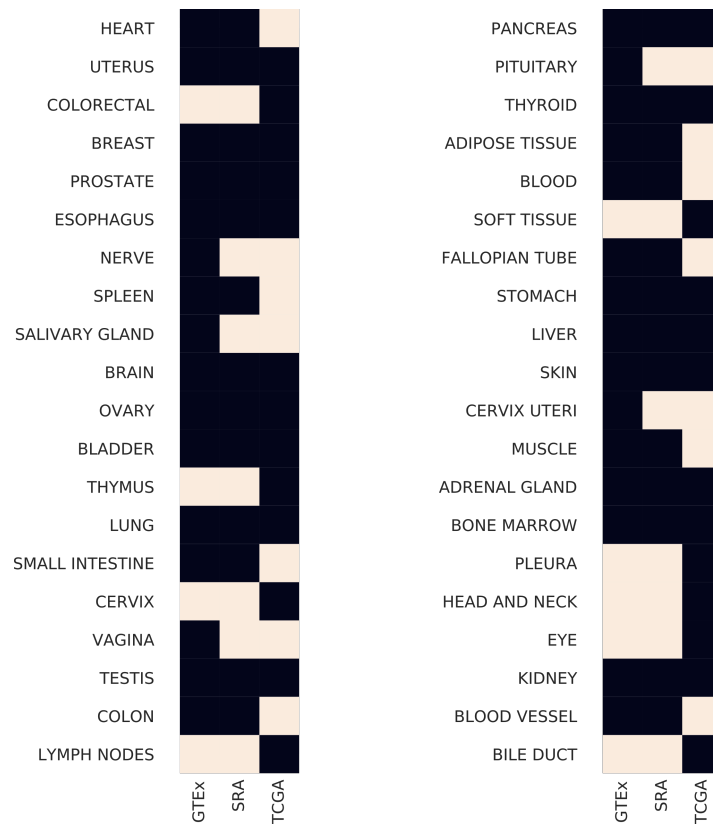 HEART
UTERUS
COLORECTAL
BREAST
PROSTATE
ESOPHAGUS
NERVE
SPLEEN
SALIVARY GLAND
BRAIN
OVARY
BLADDER
THYMUS
LUNG
SMALL INTESTINE
CERVIX
VAGINA
TESTIS
COLON
LYMPH NODES
GTEx
SRA
TCGA
PANCREAS
PITUITARY
THYROID
ADIPOSE TISSUE
BLOOD
SOFT TISSUE
FALLOPIAN TUBE
STOMACH
LIVER
SKIN
CERVIX UTERI
MUSCLE
ADRENAL GLAND
BONE MARROW
PLEURA
HEAD AND NECK
EYE
KIDNEY
BLOOD VESSEL
BILE DUCT
GTEx
SRA
TCGA